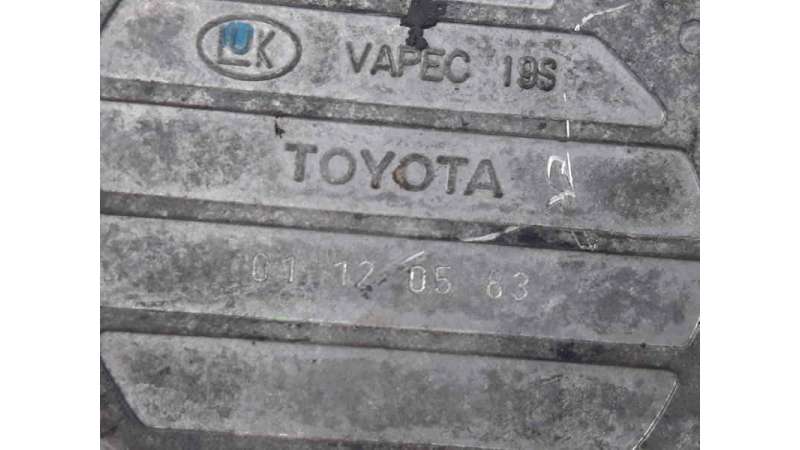 LUK VAPEC 19S
TOYOTA
01 12 05 63